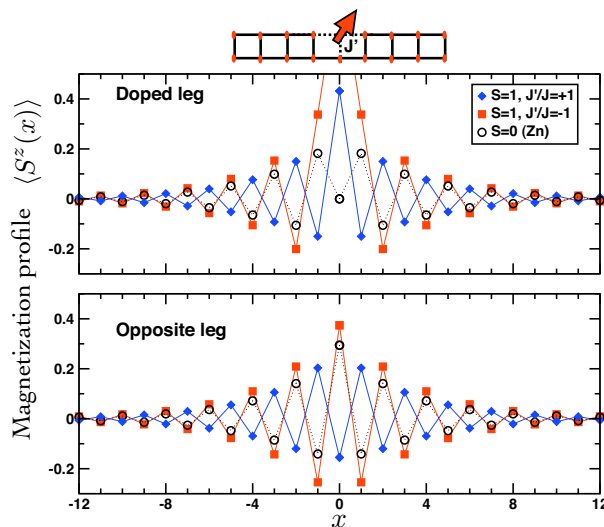 J'
Doped leg
S=1, J'/J=+1
S=1, J'/J=-1
S=0 (Zn)
0.4
0.2
0
-0.2
Magnetization profile ⟨S^z(x)⟩
Opposite leg
0.4
0.2
0
-0.2
-12 -8 -4 0 4 8 12
x